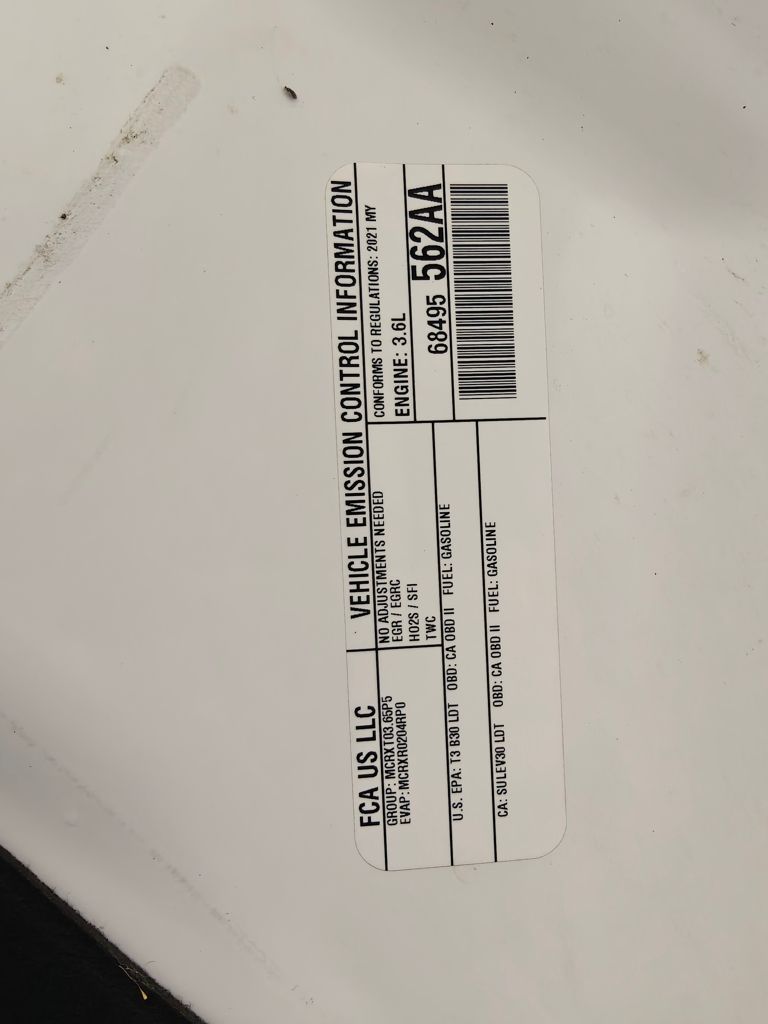 FCA US LLC
VEHICLE EMISSION CONTROL INFORMATION
GROUP: MCRXT03.65P5
EVAP: MCRXR0204RP0
NO ADJUSTMENTS NEEDED
EGR / EGRC
HO2S / SFI
TWC
CONFORMS TO REGULATIONS: 2021 MY
ENGINE: 3.6L
68495 562AA
U.S. EPA: T3 B30 LDT OBD: CA OBD II FUEL: GASOLINE
CA: SULEV30 LDT OBD: CA OBD II FUEL: GASOLINE